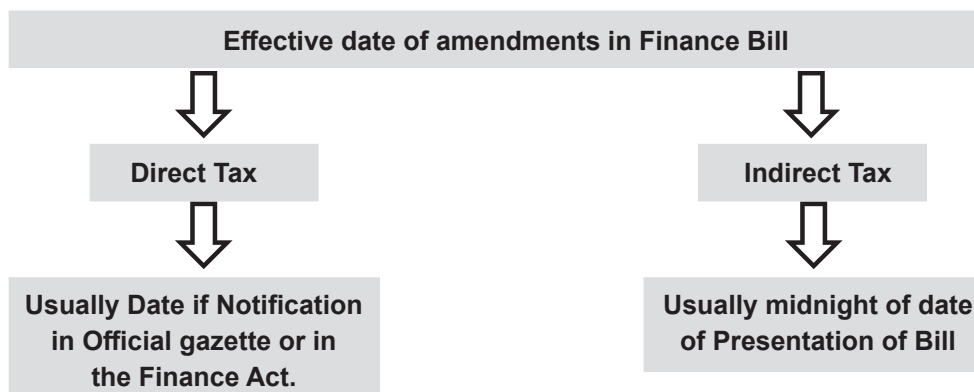 Effective date of amendments in Finance Bill
Direct Tax
Indirect Tax
Usually Date if Notification
in Official gazette or in
the Finance Act.
Usually midnight of date
of Presentation of Bill